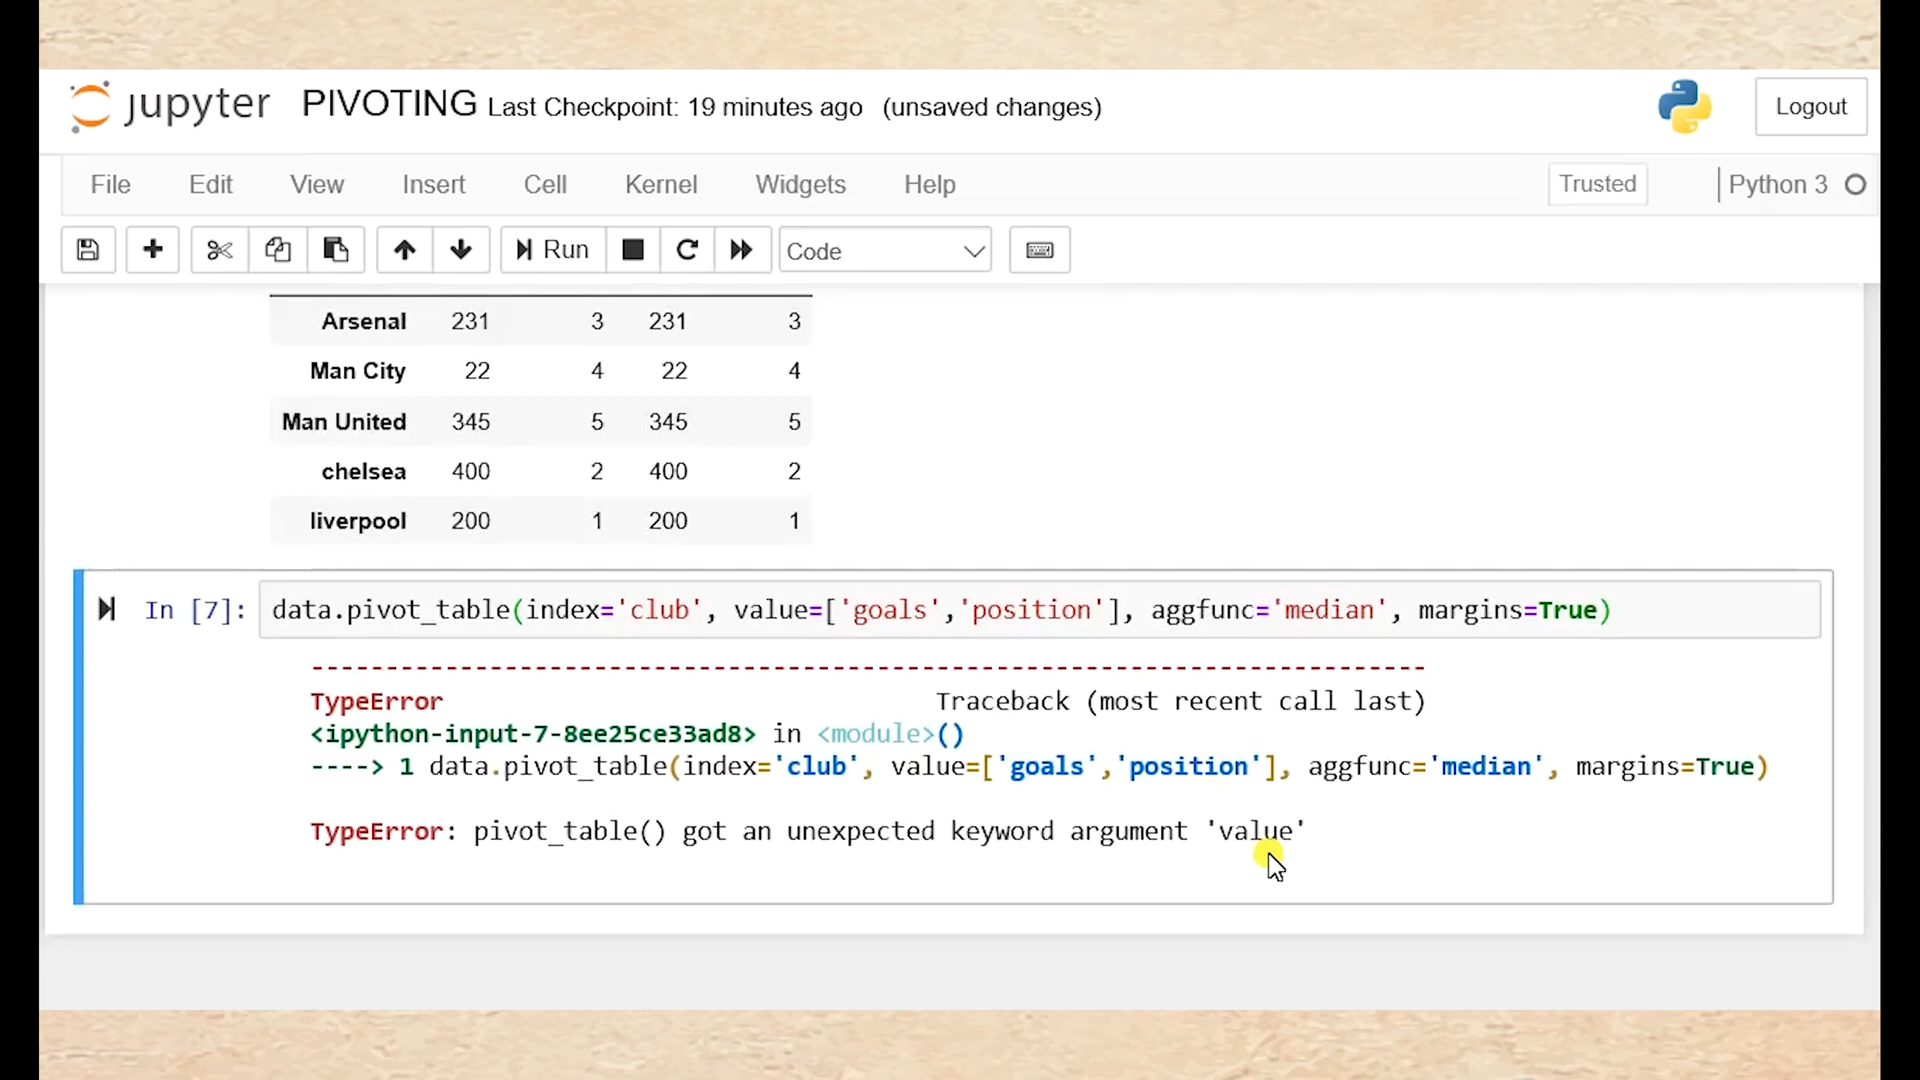 jupyter PIVOTING Last Checkpoint: 19 minutes ago (unsaved changes) Logout
File Edit View Insert Cell Kernel Widgets Help Trusted Python 3
Run Code
Arsenal 231 3 231 3
Man City 22 4 22 4
Man United 345 5 345 5
chelsea 400 2 400 2
liverpool 200 1 200 1
In [7]: data.pivot_table(index='club', value=['goals','position'], aggfunc='median', margins=True)
---------------------------------------------------------------------------
TypeError Traceback (most recent call last)
<ipython-input-7-8ee25ce33ad8> in <module>()
----> 1 data.pivot_table(index='club', value=['goals','position'], aggfunc='median', margins=True)
TypeError: pivot_table() got an unexpected keyword argument 'value'